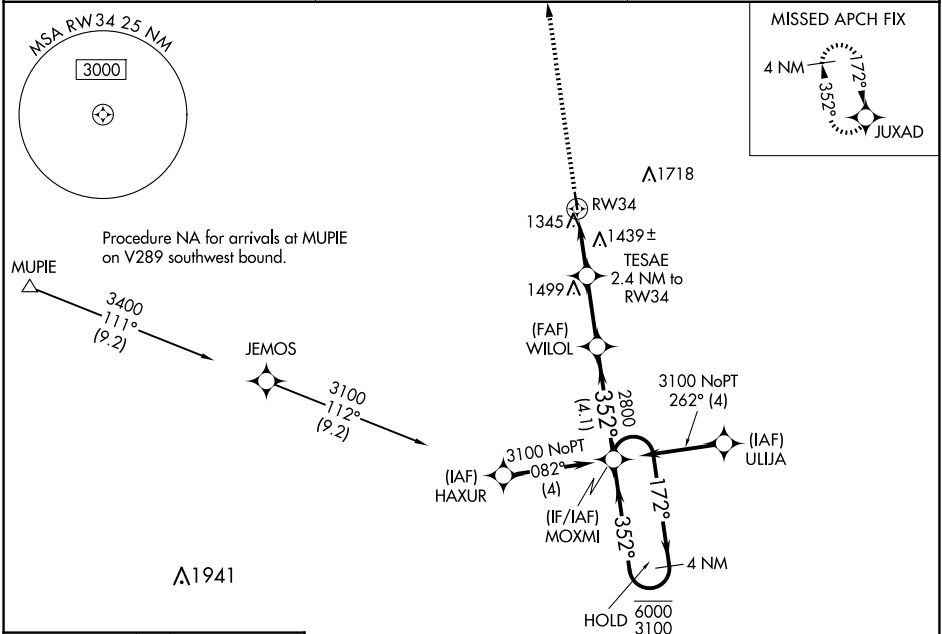 MSA RW34 25 NM
3000
MISSED APCH FIX
4 NM
172°
352°
JUXAD
1718
RW34
1345
1439±
TESAE
2.4 NM to
RW34
1499
Procedure NA for arrivals at MUPIE
on V289 southwest bound.
MUPIE
3400
111°
(9.2)
JEMOS
3100
112°
(9.2)
(FAF)
WILOL
2800
352°
(4.1)
3100 NoPT
262° (4)
(IAF)
ULIJA
3100 NoPT
082°
(4)
(IAF)
HAXUR
(IF/IAF)
MOXMI
172°
352°
4 NM
HOLD
6000
3100
1941